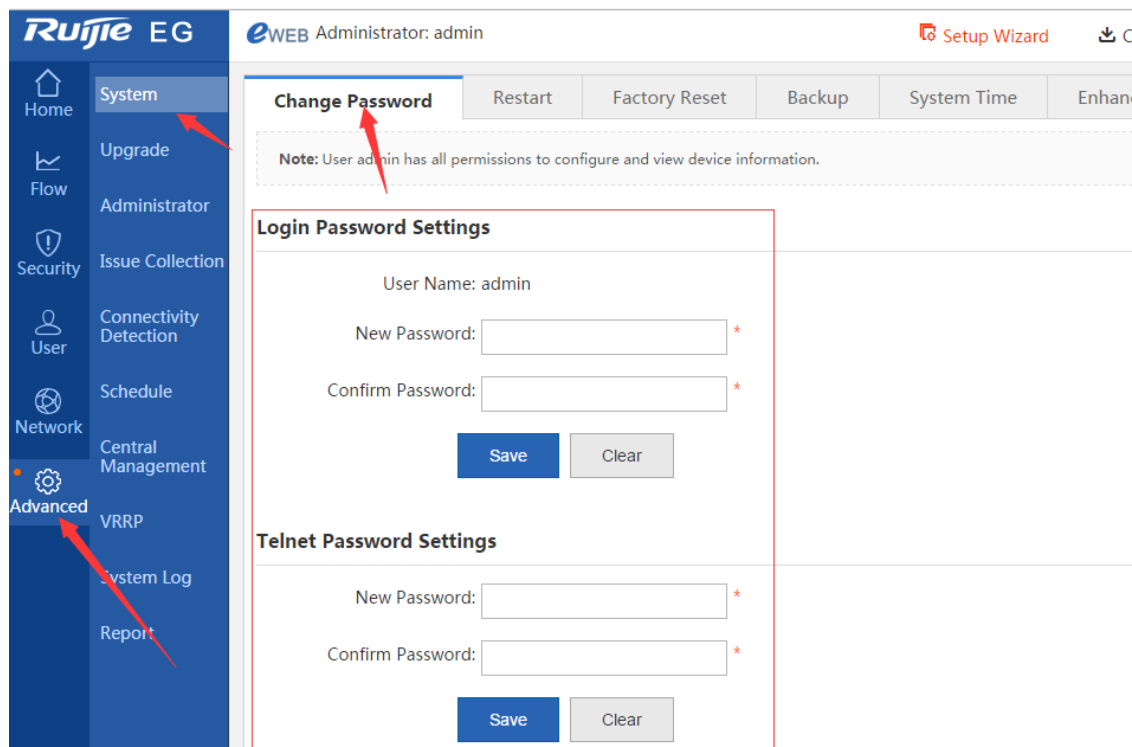 Ruijie EG
eWEB Administrator: admin
Setup Wizard
Home
Flow
Security
User
Network
Advanced
System
Upgrade
Administrator
Issue Collection
Connectivity
Detection
Schedule
Central
Management
VRRP
System Log
Report
Change Password
Restart
Factory Reset
Backup
System Time
Enhan
Note: User admin has all permissions to configure and view device information.
Login Password Settings
User Name: admin
New Password: *
Confirm Password: *
Save
Clear
Telnet Password Settings
New Password: *
Confirm Password: *
Save
Clear